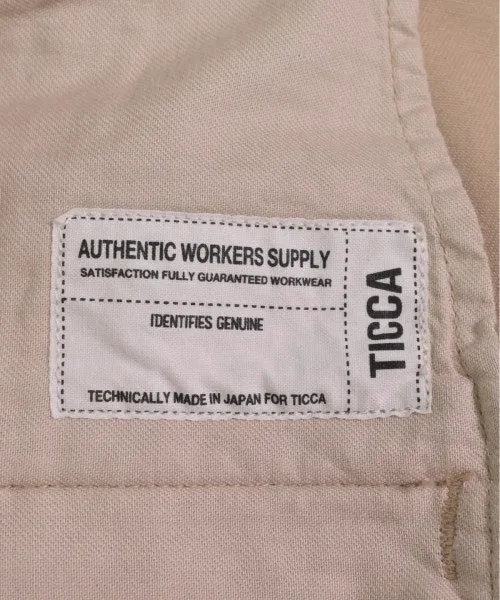 AUTHENTIC WORKERS SUPPLY
SATISFACTION FULLY GUARANTEED WORKWEAR
IDENTIFIES GENUINE
TECHNICALLY MADE IN JAPAN FOR TICCA
TICCA